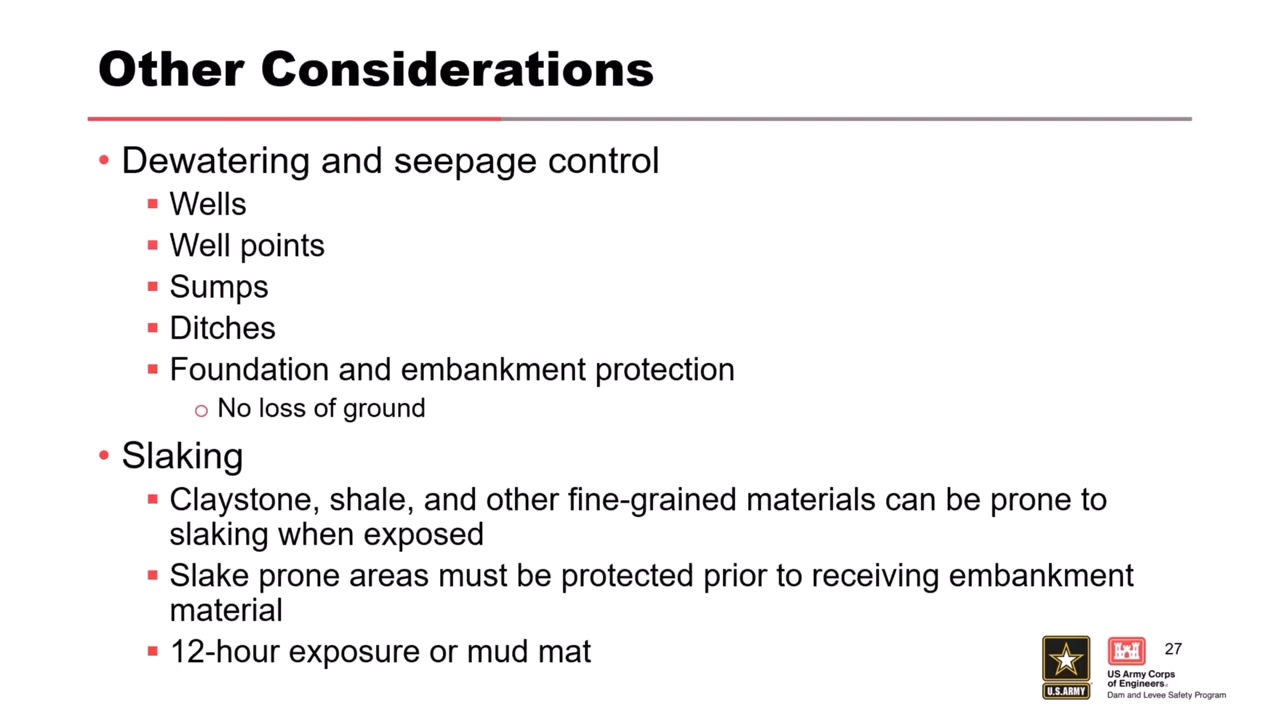 Other Considerations
• Dewatering and seepage control
▪ Wells
▪ Well points
▪ Sumps
▪ Ditches
▪ Foundation and embankment protection
o No loss of ground
• Slaking
▪ Claystone, shale, and other fine-grained materials can be prone to
slaking when exposed
▪ Slake prone areas must be protected prior to receiving embankment
material
▪ 12-hour exposure or mud mat
27
U.S.ARMY
US Army Corps
of Engineers®
Dam and Levee Safety Program